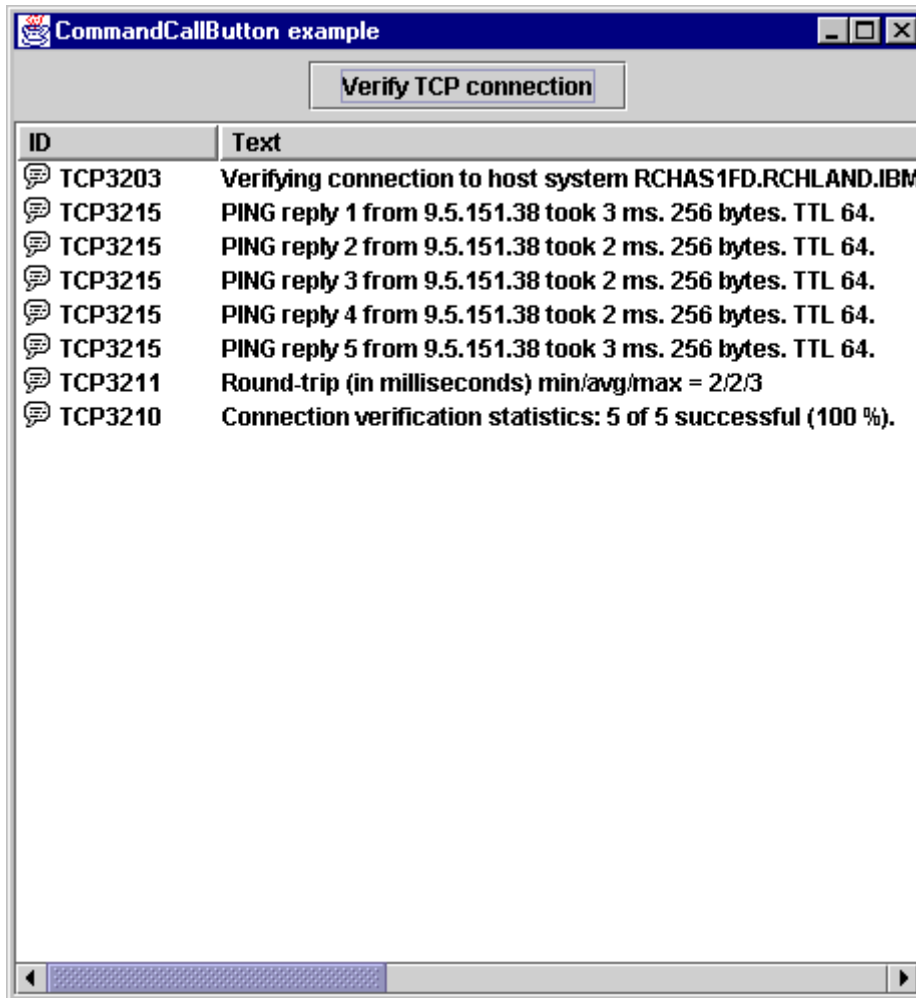 CommandCallButton example
Verify TCP connection
ID Text
TCP3203 Verifying connection to host system RCHAS1FD.RCHLAND.IBM
TCP3215 PING reply 1 from 9.5.151.38 took 3 ms. 256 bytes. TTL 64.
TCP3215 PING reply 2 from 9.5.151.38 took 2 ms. 256 bytes. TTL 64.
TCP3215 PING reply 3 from 9.5.151.38 took 2 ms. 256 bytes. TTL 64.
TCP3215 PING reply 4 from 9.5.151.38 took 2 ms. 256 bytes. TTL 64.
TCP3215 PING reply 5 from 9.5.151.38 took 3 ms. 256 bytes. TTL 64.
TCP3211 Round-trip (in milliseconds) min/avg/max = 2/2/3
TCP3210 Connection verification statistics: 5 of 5 successful (100 %).